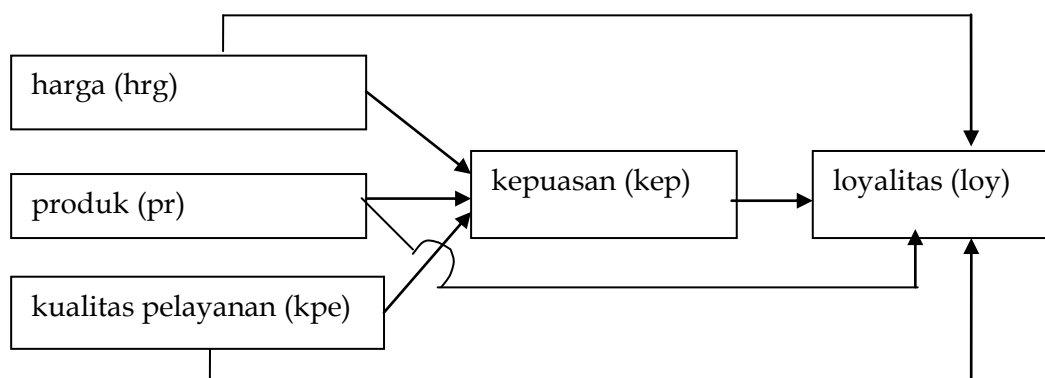 harga (hrg)
produk (pr)
kualitas pelayanan (kpe)
kepuasan (kep)
loyalitas (loy)